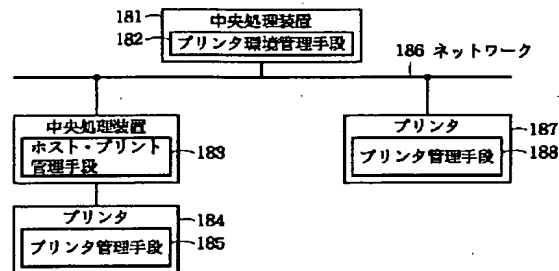 181
中央処理装置
182
プリンタ環境管理手段
186 ネットワーク
中央処理装置
ホスト・プリント
管理手段
183
プリンタ
187
プリンタ管理手段
188
プリンタ
184
プリンタ管理手段
185